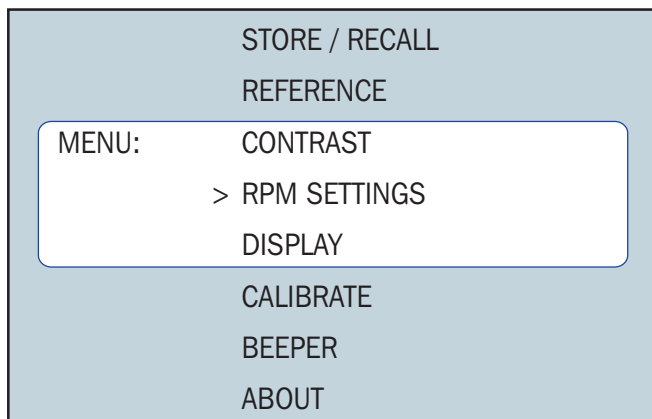 STORE / RECALL
REFERENCE
MENU: CONTRAST
> RPM SETTINGS
DISPLAY
CALIBRATE
BEEPER
ABOUT